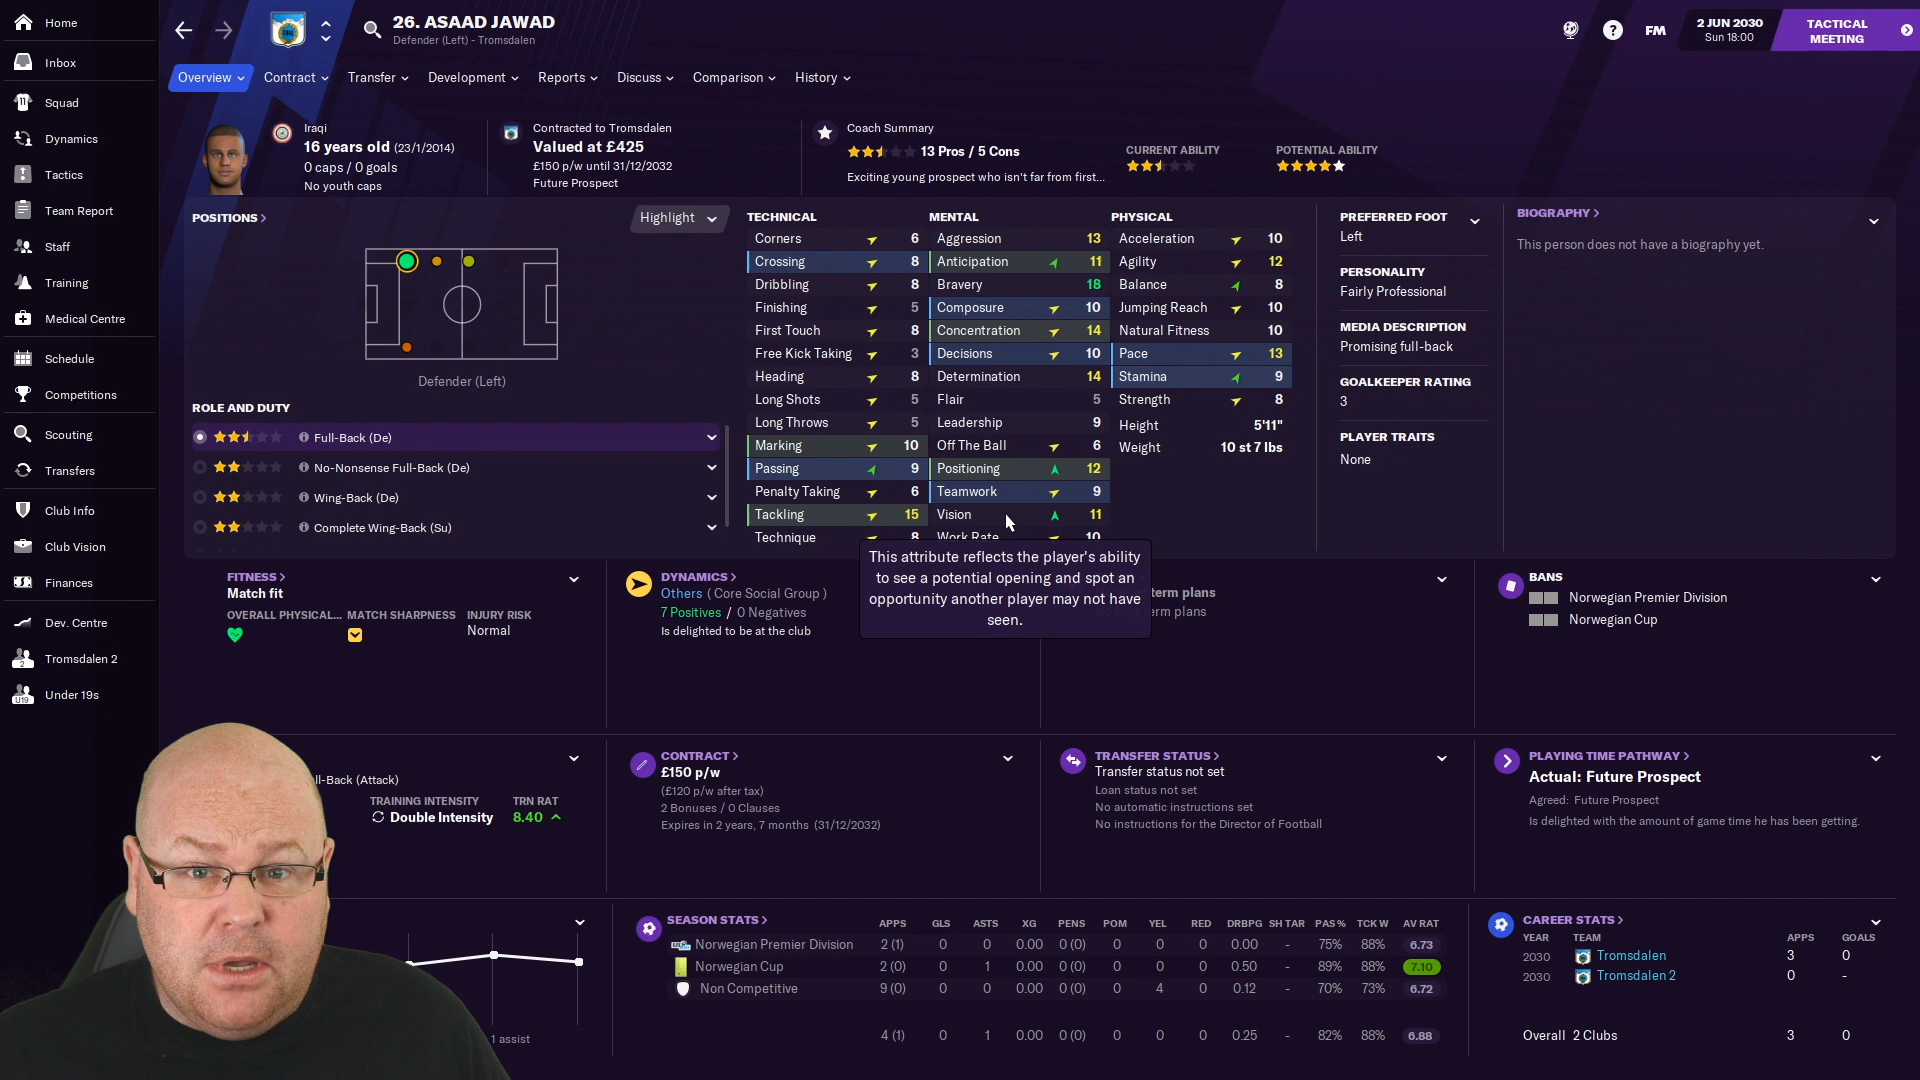 Home
Inbox
Squad
Dynamics
Tactics
Team Report
Staff
Training
Medical Centre
Schedule
Competitions
Scouting
Transfers
Club Info
Club Vision
Finances
Dev. Centre
Tromsdalen 2
Under 19s
26. ASAAD JAWAD
Defender (Left) - Tromsdalen
FM
2 JUN 2030
Sun 18:00
TACTICAL MEETING
Overview Contract Transfer Development Reports Discuss Comparison History
Iraqi
16 years old (23/1/2014)
0 caps / 0 goals
No youth caps
Contracted to Tromsdalen
Valued at £425
£150 p/w until 31/12/2032
Future Prospect
Coach Summary
13 Pros / 5 Cons
Exciting young prospect who isn't far from first...
CURRENT ABILITY
POTENTIAL ABILITY
POSITIONS
Highlight
Defender (Left)
ROLE AND DUTY
Full-Back (De)
No-Nonsense Full-Back (De)
Wing-Back (De)
Complete Wing-Back (Su)
TECHNICAL
Corners 6
Crossing 8
Dribbling 8
Finishing 5
First Touch 8
Free Kick Taking 3
Heading 8
Long Shots 5
Long Throws 5
Marking 10
Passing 9
Penalty Taking 6
Tackling 15
Technique 8
MENTAL
Aggression 13
Anticipation 11
Bravery 18
Composure 10
Concentration 14
Decisions 10
Determination 14
Flair 5
Leadership 9
Off The Ball 6
Positioning 12
Teamwork 9
Vision 11
Work Rate 10
PHYSICAL
Acceleration 10
Agility 12
Balance 8
Jumping Reach 10
Natural Fitness 10
Pace 13
Stamina 9
Strength 8
Height 5'11"
Weight 10 st 7 lbs
PREFERRED FOOT
Left
PERSONALITY
Fairly Professional
MEDIA DESCRIPTION
Promising full-back
GOALKEEPER RATING
3
PLAYER TRAITS
None
BIOGRAPHY
This person does not have a biography yet.
This attribute reflects the player's ability
to see a potential opening and spot an
opportunity another player may not have
seen.
FITNESS
Match fit
OVERALL PHYSICAL... MATCH SHARPNESS INJURY RISK
Normal
DYNAMICS
Others ( Core Social Group )
7 Positives / 0 Negatives
Is delighted to be at the club
term plans
term plans
BANS
Norwegian Premier Division
Norwegian Cup
ll-Back (Attack)
TRAINING INTENSITY TRN RAT
Double Intensity 8.40
CONTRACT
£150 p/w
(£120 p/w after tax)
2 Bonuses / 0 Clauses
Expires in 2 years, 7 months (31/12/2032)
TRANSFER STATUS
Transfer status not set
Loan status not set
No automatic instructions set
No instructions for the Director of Football
PLAYING TIME PATHWAY
Actual: Future Prospect
Agreed: Future Prospect
Is delighted with the amount of game time he has been getting.
1 assist
SEASON STATS APPS GLS ASTS XG PENS POM YEL RED DRBPG SH TAR PAS % TCK W AV RAT
Norwegian Premier Division 2 (1) 0 0 0.00 0 (0) 0 0 0 0.00 - 75% 88% 6.73
Norwegian Cup 2 (0) 0 1 0.00 0 (0) 0 0 0 0.50 - 89% 88% 7.10
Non Competitive 9 (0) 0 0 0.00 0 (0) 0 4 0 0.12 - 70% 73% 6.72
4 (1) 0 1 0.00 0 (0) 0 0 0 0.25 - 82% 88% 6.88
CAREER STATS
YEAR TEAM APPS GOALS
2030 Tromsdalen 3 0
2030 Tromsdalen 2 0 -
Overall 2 Clubs 3 0